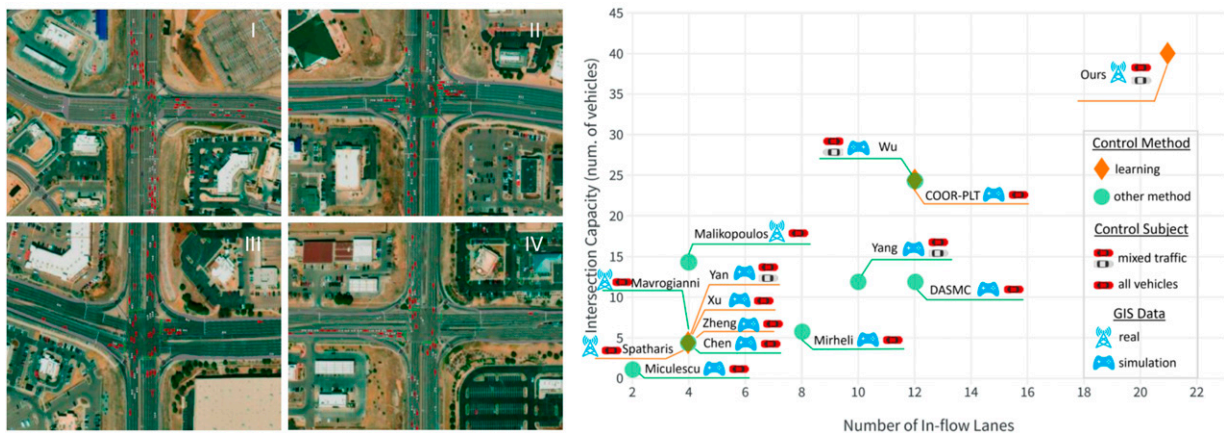 I
II
III
IV
Intersection Capacity (num. of vehicles)
45
40
35
30
25
20
15
10
5
0
Ours
Wu
COOR-PLT
Malikopoulos
Yang
Yan
Mavrogianni
DASMC
Xu
Zheng
Mirheli
Chen
Spatharis
Miculescu
Control Method
learning
other method
Control Subject
mixed traffic
all vehicles
GIS Data
real
simulation
2 4 6 8 10 12 14 16 18 20 22
Number of In-flow Lanes